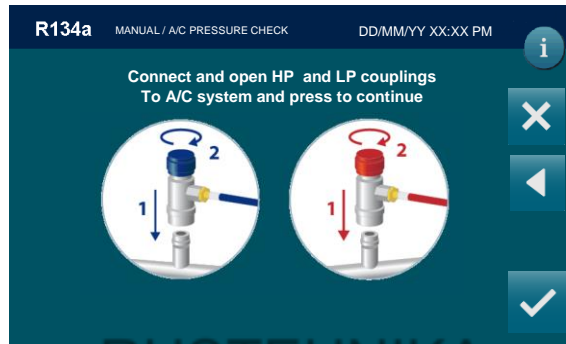 R134a MANUAL / A/C PRESSURE CHECK DD/MM/YY XX:XX PM
i
Connect and open HP and LP couplings
To A/C system and press to continue
2 2
1 1